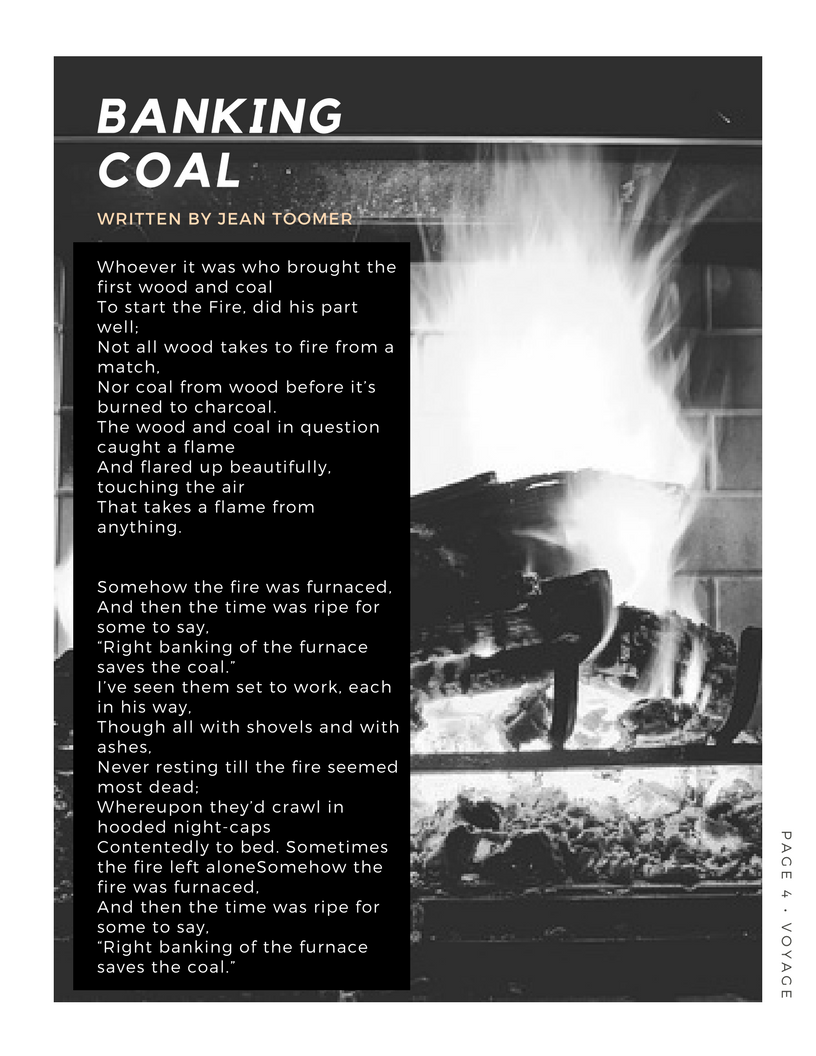 BANKING
COAL
WRITTEN BY JEAN TOOMER
Whoever it was who brought the
first wood and coal
To start the Fire, did his part
well;
Not all wood takes to fire from a
match,
Nor coal from wood before it’s
burned to charcoal.
The wood and coal in question
caught a flame
And flared up beautifully,
touching the air
That takes a flame from
anything.
Somehow the fire was furnaced,
And then the time was ripe for
some to say,
“Right banking of the furnace
saves the coal.”
I’ve seen them set to work, each
in his way,
Though all with shovels and with
ashes,
Never resting till the fire seemed
most dead;
Whereupon they’d crawl in
hooded night-caps
Contentedly to bed. Sometimes
the fire left aloneSomehow the
fire was furnaced,
And then the time was ripe for
some to say,
“Right banking of the furnace
saves the coal.”
PAGE 4 · VOYAGE